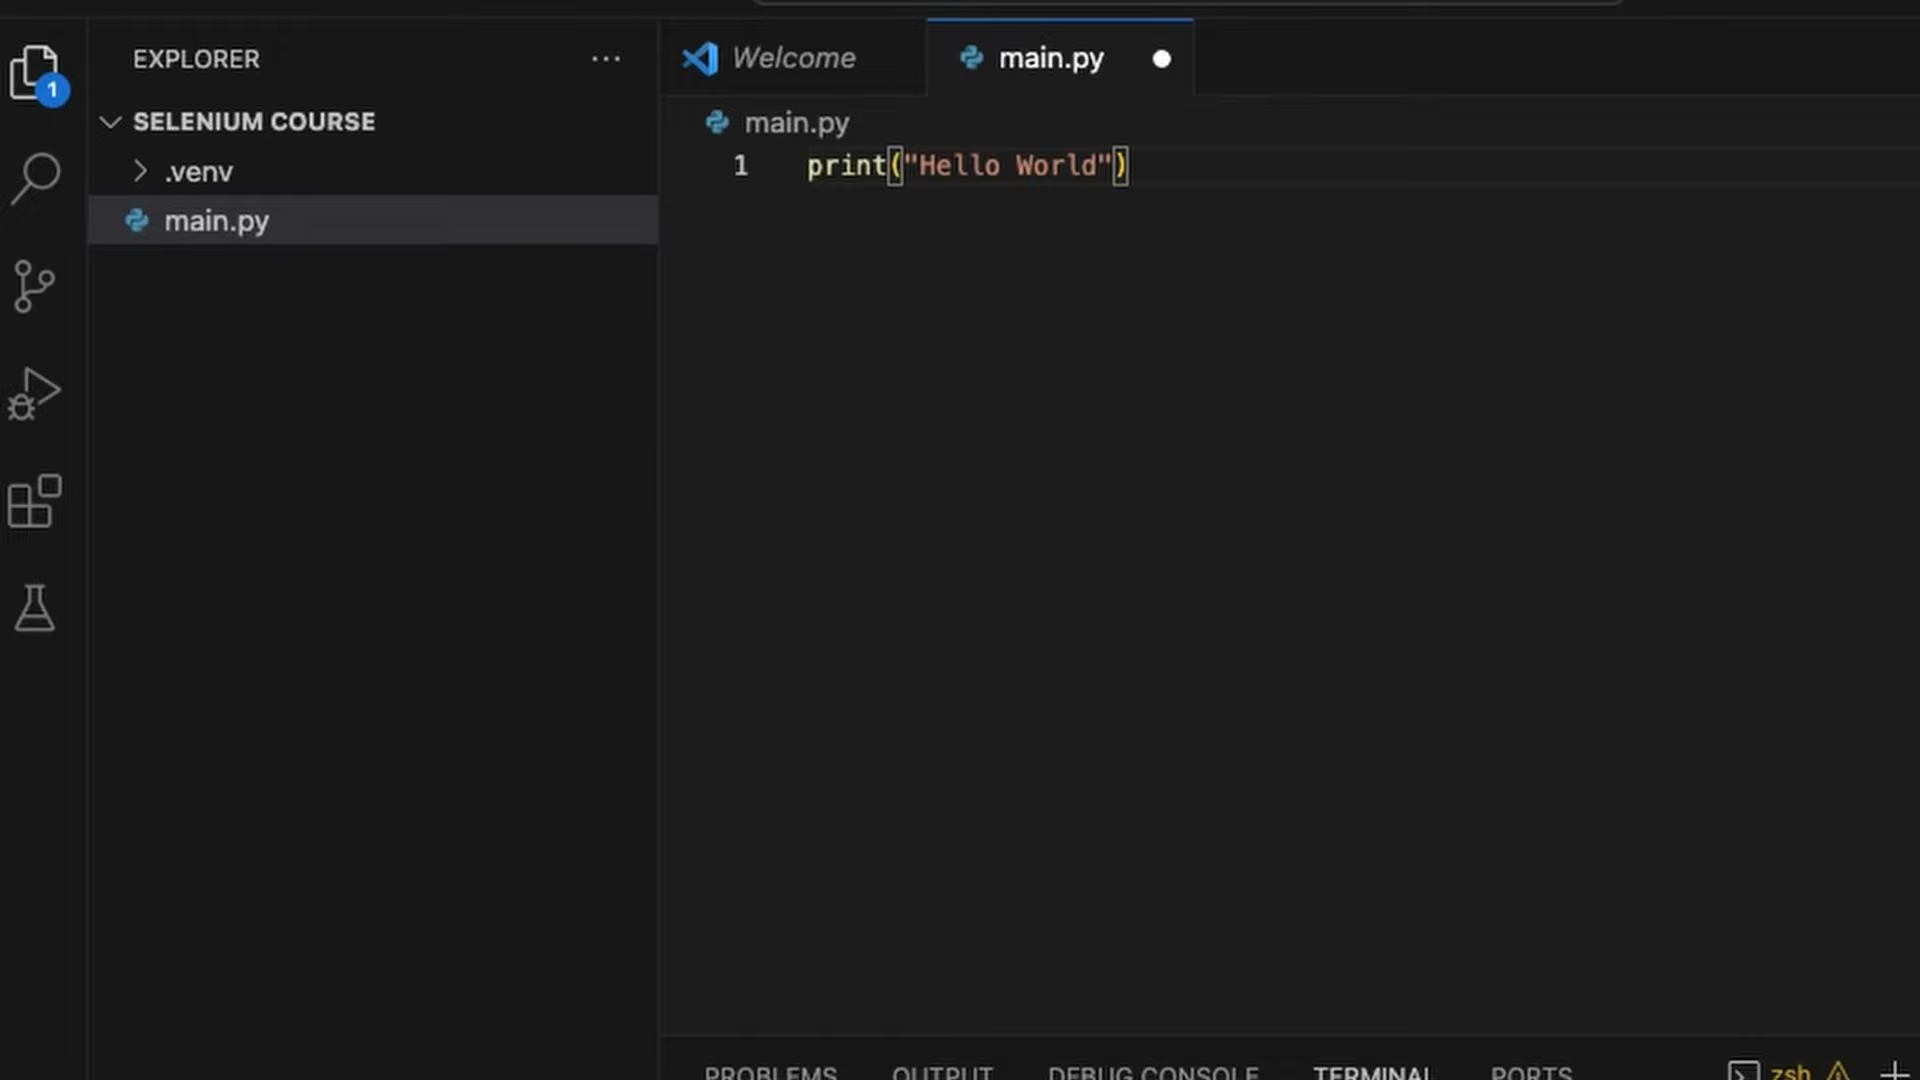 EXPLORER
1
SELENIUM COURSE
.venv
main.py
Welcome
main.py
main.py
1 print("Hello World")
PROBLEMS OUTPUT DEBUG CONSOLE TERMINAL PORTS
zsh